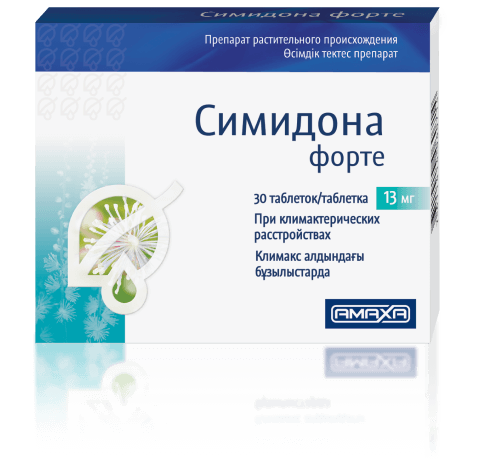 Симидона форте
Препарат растительного происхождения
Өсімдік тектес препарат
Симидона
форте
30 таблеток/таблетка 13 мг
При климактерических
расстройствах
Климакс алдындағы
бұзылыстарда
AMAXA